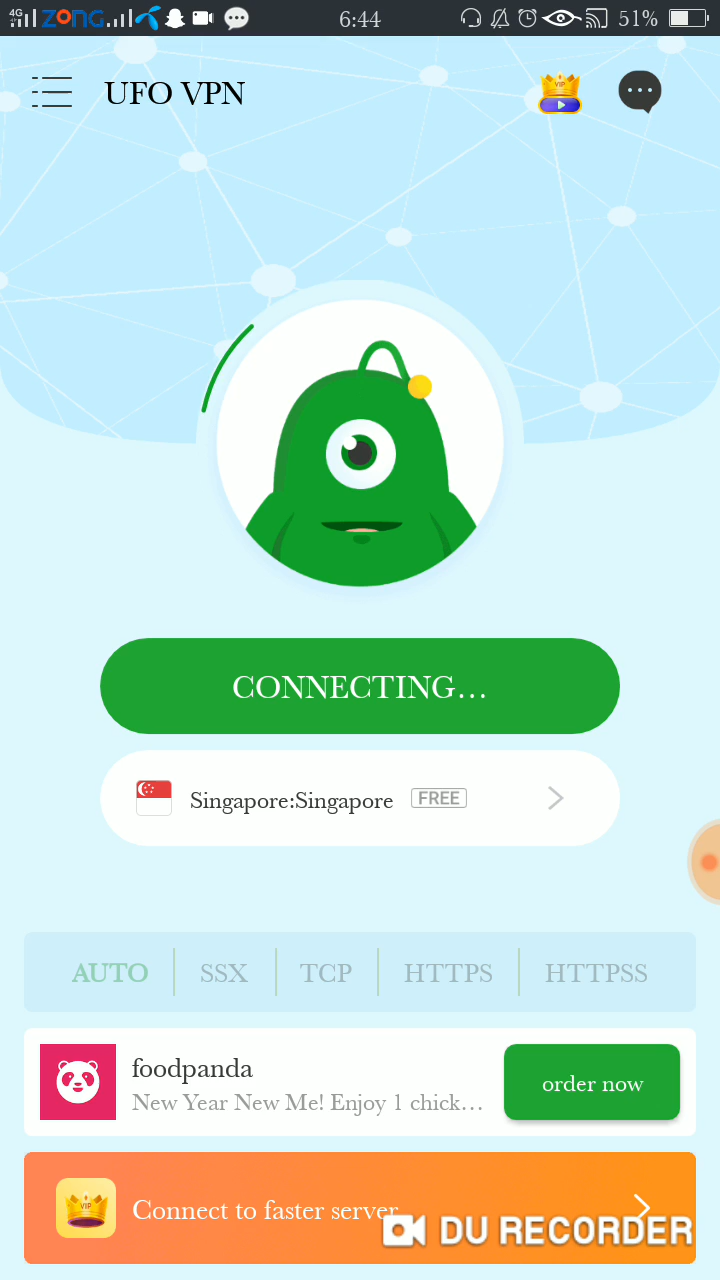 4G ZONG 6:44 51%
UFO VPN
VIP
CONNECTING...
Singapore:Singapore FREE
AUTO SSX TCP HTTPS HTTPSS
foodpanda
New Year New Me! Enjoy 1 chick...
order now
VIP
Connect to faster server
DU RECORDER